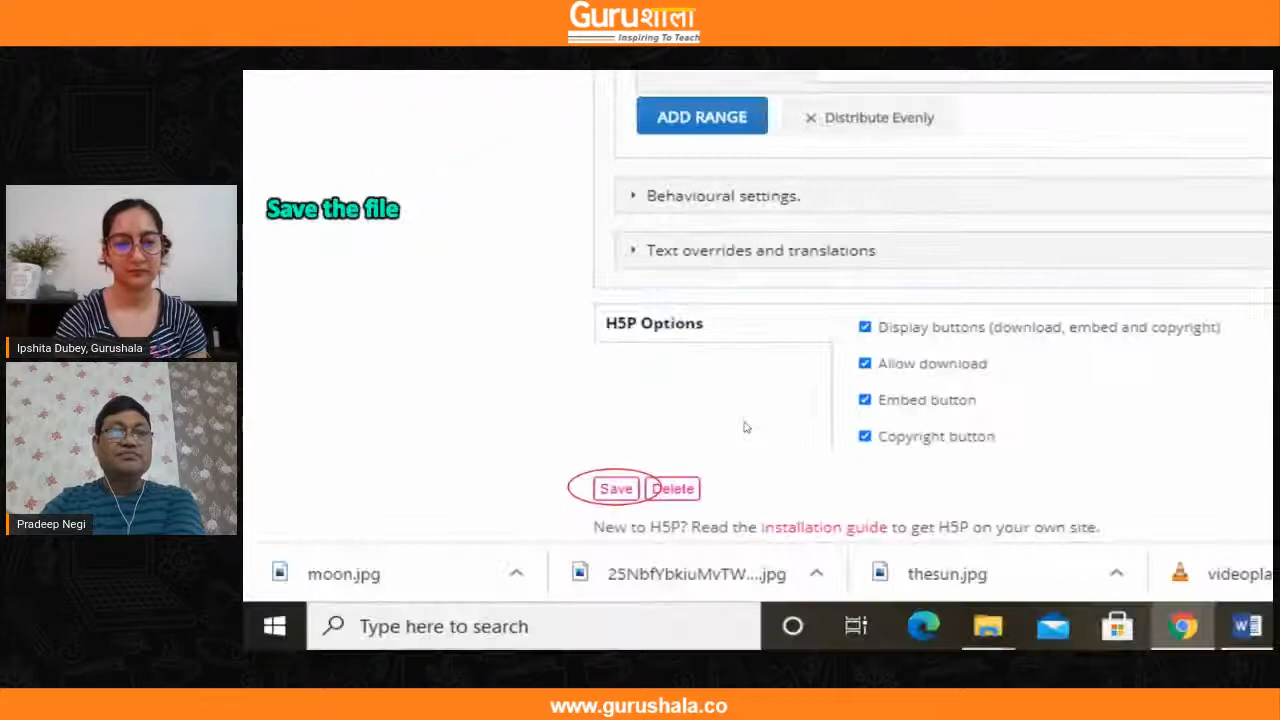 Guruशाला
Inspiring To Teach
ADD RANGE
× Distribute Evenly
Behavioural settings.
Save the file
Text overrides and translations
H5P Options
Display buttons (download, embed and copyright)
Allow download
Embed button
Copyright button
Ipshita Dubey, Gurushala
Pradeep Negi
Save
Delete
New to H5P? Read the installation guide to get H5P on your own site.
moon.jpg
25NbfYbkiuMvTW....jpg
thesun.jpg
videopla
Type here to search
www.gurushala.co